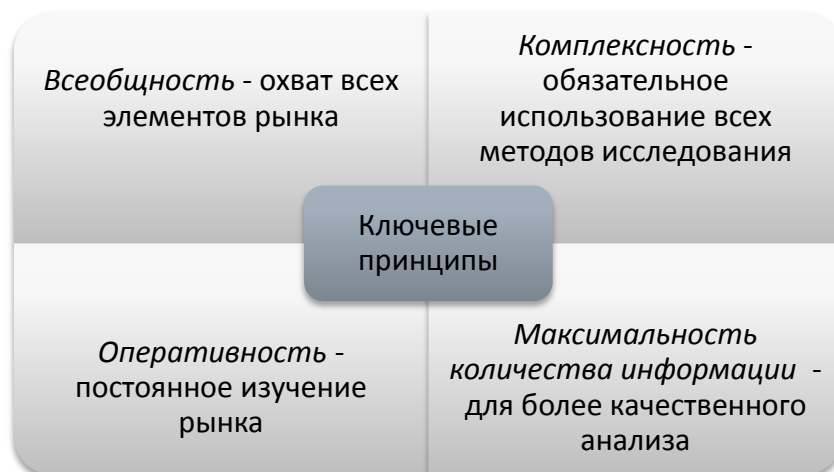 Всеобщность - охват всех
элементов рынка
Комплексность -
обязательное
использование всех
методов исследования
Ключевые
принципы
Оперативность -
постоянное изучение
рынка
Максимальность
количества информации -
для более качественного
анализа